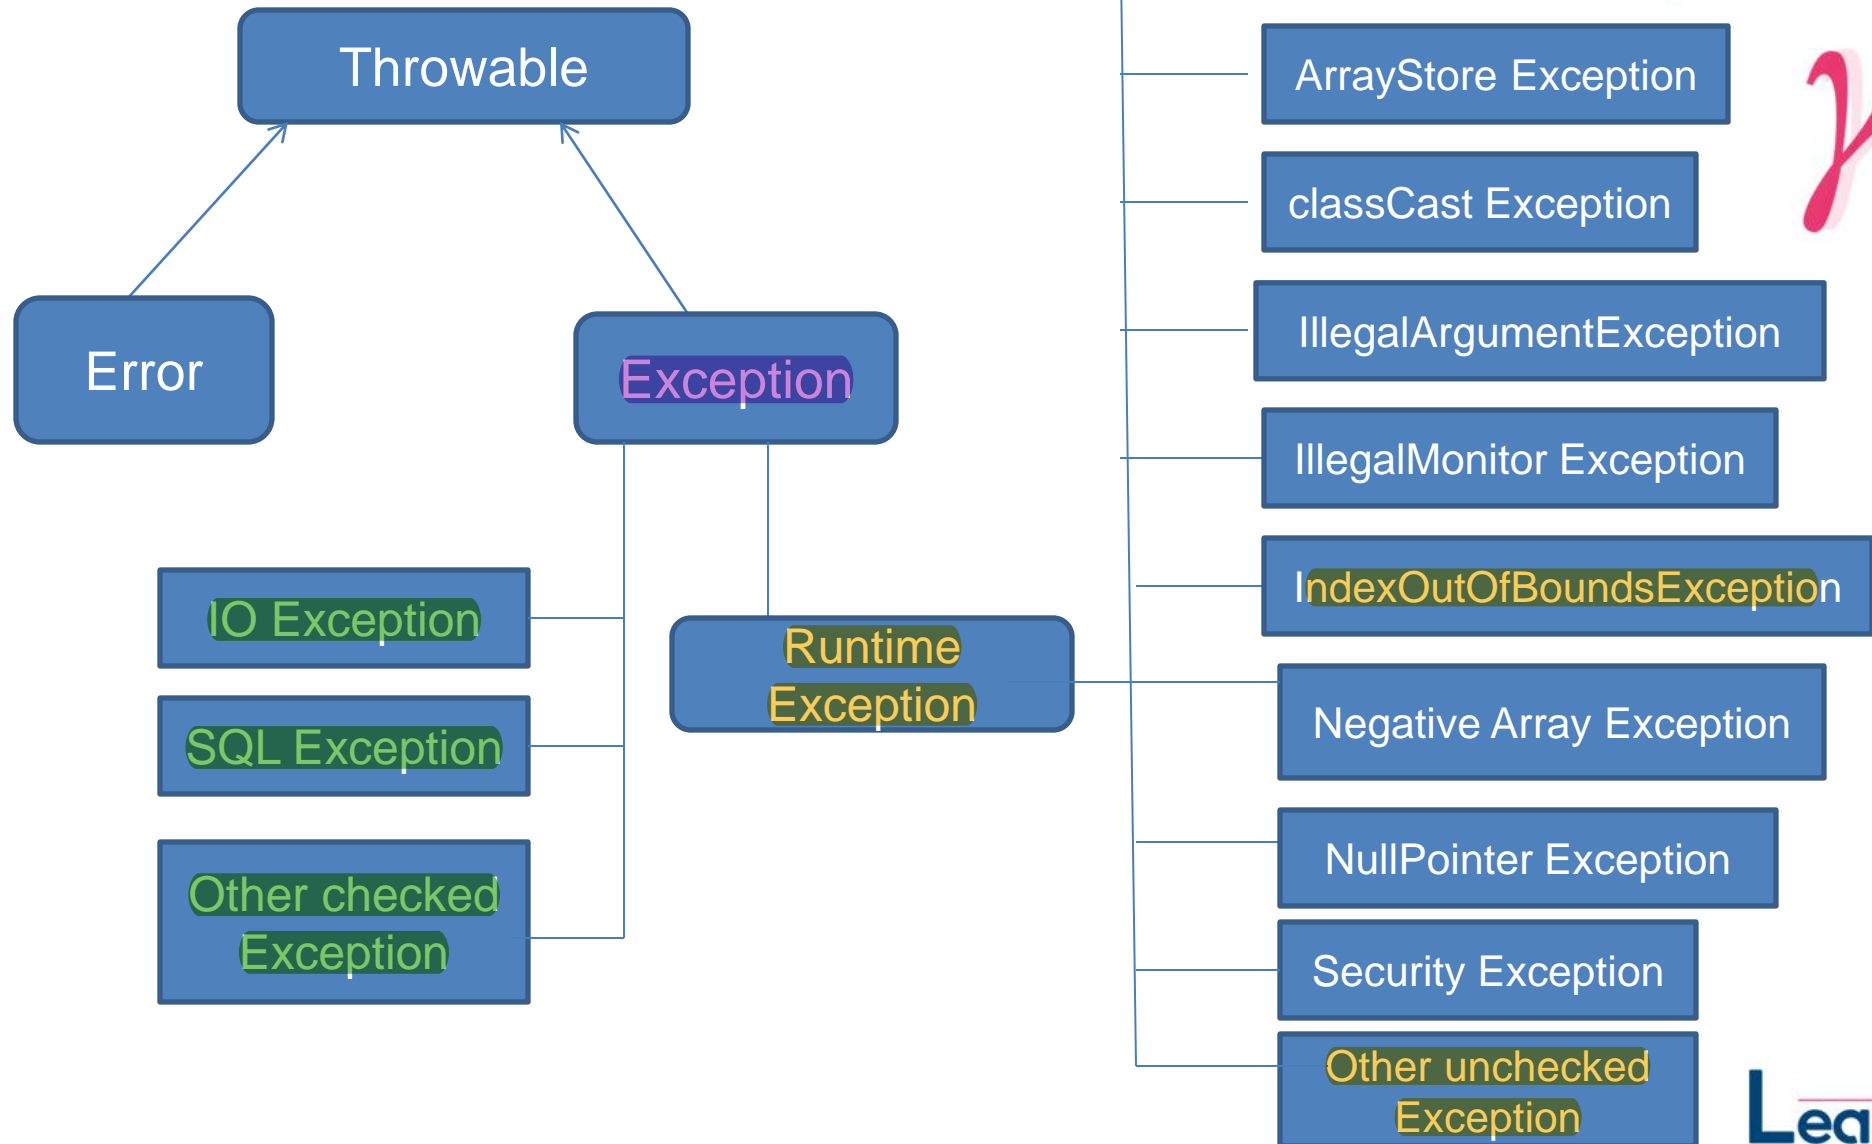 Throwable
Error
Exception
IO Exception
SQL Exception
Other checked
Exception
Runtime
Exception
ArrayStore Exception
classCast Exception
IllegalArgumentException
IllegalMonitor Exception
IndexOutOfBoundsException
Negative Array Exception
NullPointer Exception
Security Exception
Other unchecked
Exception
γ
Lea